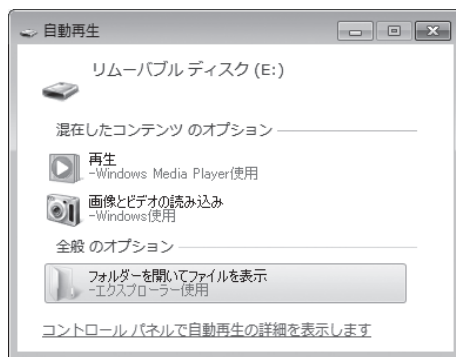 自動再生
リムーバブル ディスク (E:)
混在したコンテンツ のオプション
再生
-Windows Media Player使用
画像とビデオの読み込み
-Windows使用
全般 のオプション
フォルダーを開いてファイルを表示
-エクスプローラー使用
コントロール パネルで自動再生の詳細を表示します